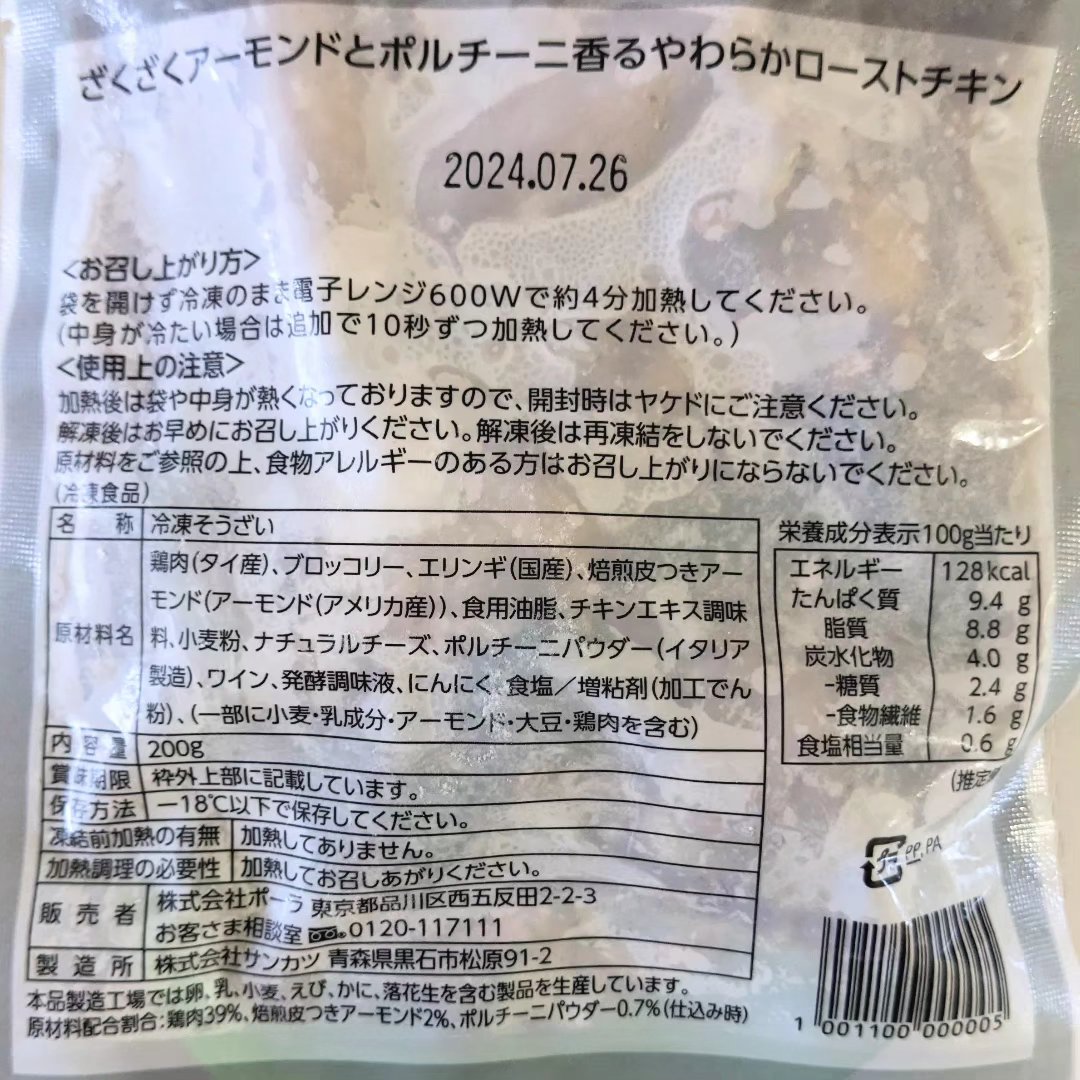 ざくざくアーモンドとポルチーニ香るやわらかローストチキン
2024.07.26
<お召し上がり方>
袋を開けず冷凍のまま電子レンジ600Wで約4分加熱してください。
(中身が冷たい場合は追加で10秒ずつ加熱してください。)
<使用上の注意>
加熱後は袋や中身が熱くなっておりますので、開封時はヤケドにご注意ください。
解凍後はお早めにお召し上がりください。解凍後は再凍結をしないでください。
原材料をご参照の上、食物アレルギーのある方はお召し上がりにならないでください。
(冷凍食品)
名称 冷凍そうざい
原材料名 鶏肉(タイ産)、ブロッコリー、エリンギ(国産)、焙煎皮つきアー
モンド(アーモンド(アメリカ産))、食用油脂、チキンエキス調味
料、小麦粉、ナチュラルチーズ、ポルチーニパウダー(イタリア
製造)、ワイン、発酵調味液、にんにく、食塩/増粘剤(加工でん
粉)、(一部に小麦・乳成分・アーモンド・大豆・鶏肉を含む)
内容量 200g
賞味期限 枠外上部に記載しています。
保存方法 -18℃以下で保存してください。
凍結前加熱の有無 加熱してありません。
加熱調理の必要性 加熱してお召しあがりください。
販売者 株式会社ポーラ 東京都品川区西五反田2-2-3
お客さま相談室 0120-117111
製造所 株式会社サンカツ 青森県黒石市松原91-2
本品製造工場では卵、乳、小麦、えび、かに、落花生を含む製品を生産しています。
原材料配合割合:鶏肉39%、焙煎皮つきアーモンド2%、ポルチーニパウダー0.7%(仕込み時)
栄養成分表示100g当たり
エネルギー 128kcal
たんぱく質 9.4 g
脂質 8.8 g
炭水化物 4.0 g
-糖質 2.4 g
-食物繊維 1.6 g
食塩相当量 0.6 g
(推定
プラ PP,PA
1 001100 000005